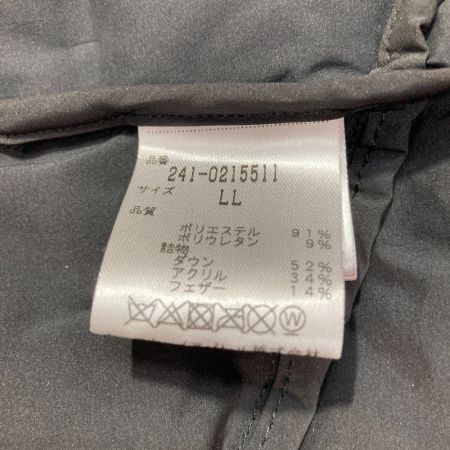 品番
241-0215511
サイズ LL
品質
ポリエステル 91%
ポリウレタン 9%
詰物
ダウン 52%
アクリル 34%
フェザー 14%
W